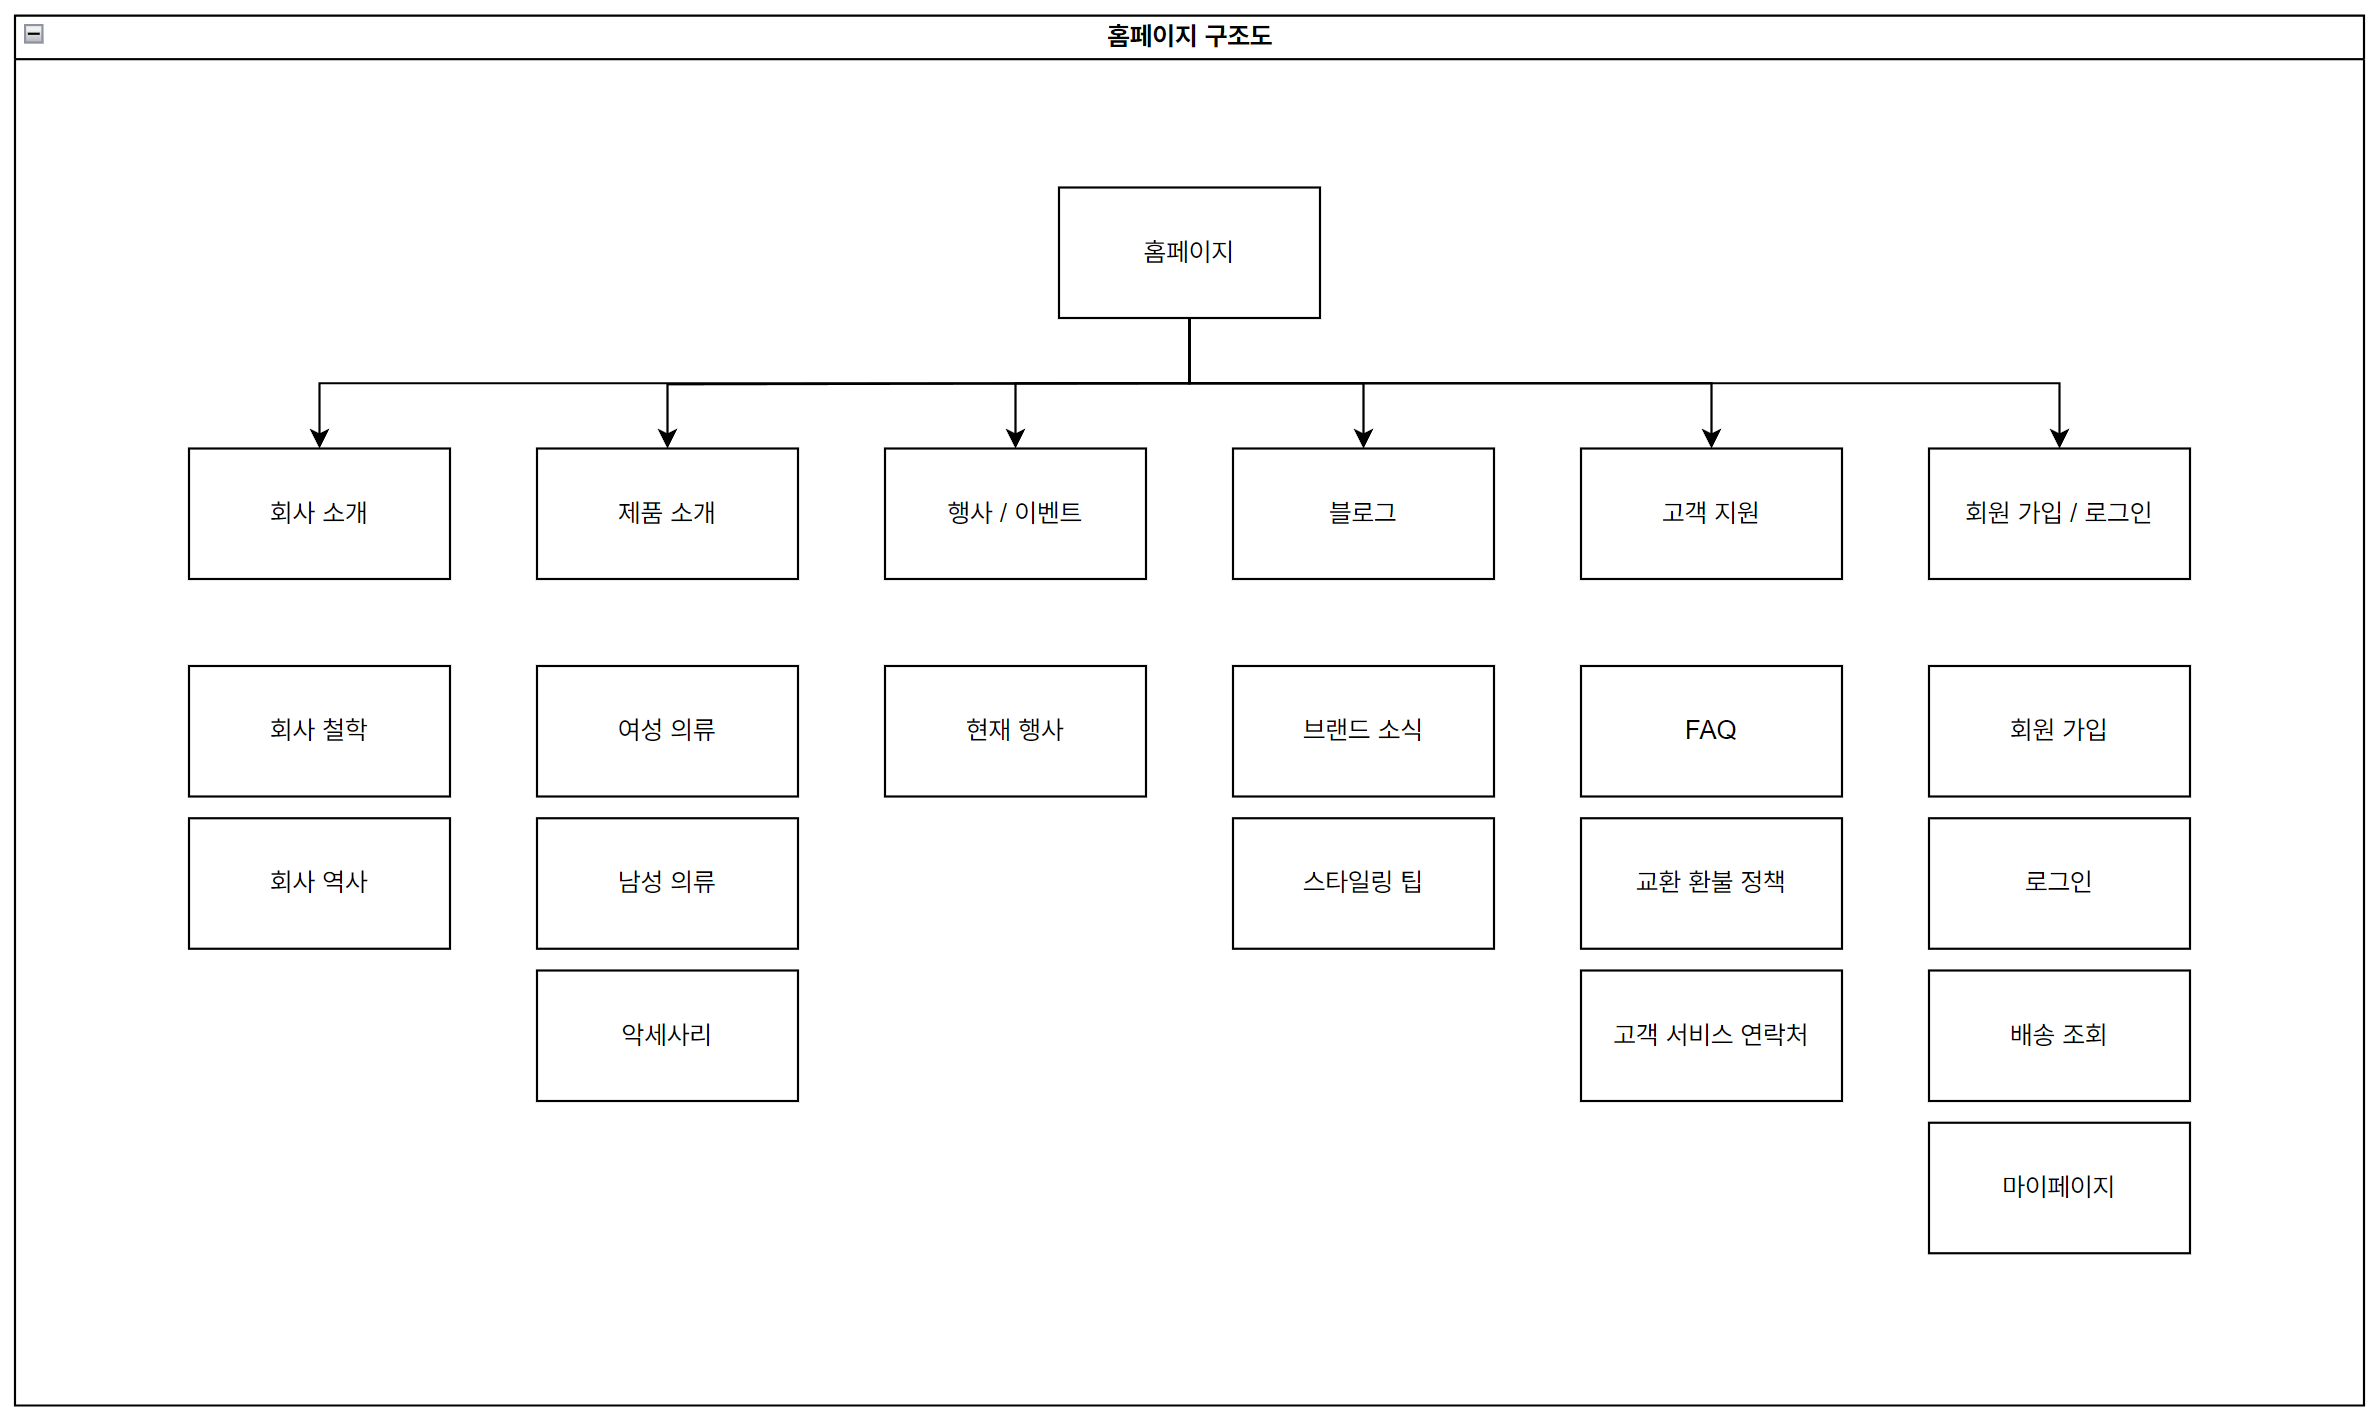 홈페이지 구조도
홈페이지
회사 소개
제품 소개
행사 / 이벤트
블로그
고객 지원
회원 가입 / 로그인
회사 철학
여성 의류
현재 행사
브랜드 소식
FAQ
회원 가입
회사 역사
남성 의류
스타일링 팁
교환 환불 정책
로그인
악세사리
고객 서비스 연락처
배송 조회
마이페이지